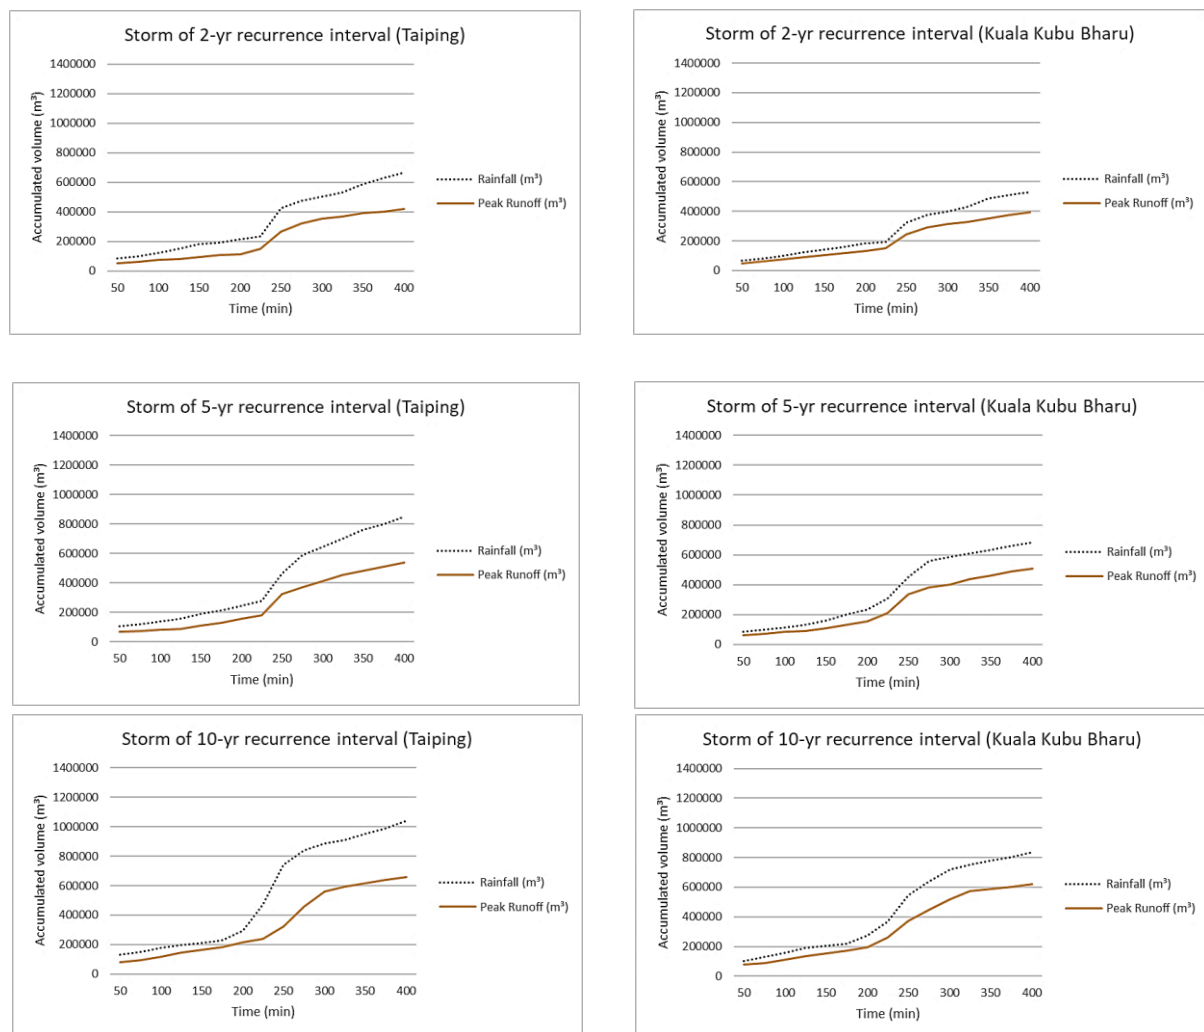 Storm of 2-yr recurrence interval (Taiping)
Accumulated volume (m³)
1400000
1200000
1000000
800000
600000
400000
200000
0
50 100 150 200 250 300 350 400
Time (min)
Rainfall (m³)
Peak Runoff (m³)
Storm of 2-yr recurrence interval (Kuala Kubu Bharu)
Accumulated volume (m³)
1400000
1200000
1000000
800000
600000
400000
200000
0
50 100 150 200 250 300 350 400
Time (min)
Rainfall (m³)
Peak Runoff (m³)
Storm of 5-yr recurrence interval (Taiping)
Accumulated volume (m³)
1400000
1200000
1000000
800000
600000
400000
200000
0
50 100 150 200 250 300 350 400
Time (min)
Rainfall (m³)
Peak Runoff (m³)
Storm of 5-yr recurrence interval (Kuala Kubu Bharu)
Accumulated volume (m³)
1400000
1200000
1000000
800000
600000
400000
200000
0
50 100 150 200 250 300 350 400
Time (min)
Rainfall (m³)
Peak Runoff (m³)
Storm of 10-yr recurrence interval (Taiping)
Accumulated volume (m³)
1400000
1200000
1000000
800000
600000
400000
200000
0
50 100 150 200 250 300 350 400
Time (min)
Rainfall (m³)
Peak Runoff (m³)
Storm of 10-yr recurrence interval (Kuala Kubu Bharu)
Accumulated volume (m³)
1400000
1200000
1000000
800000
600000
400000
200000
0
50 100 150 200 250 300 350 400
Time (min)
Rainfall (m³)
Peak Runoff (m³)